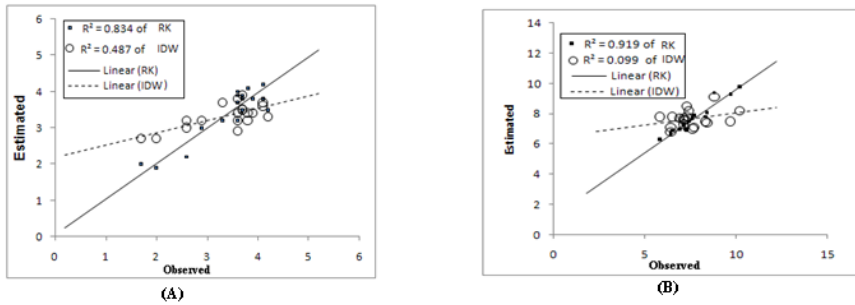 6
5
4
3
2
1
0
Estimated
R² = 0.834 of RK
R² = 0.487 of IDW
Linear (RK)
Linear (IDW)
0 1 2 3 4 5 6
Observed
(A)
14
12
10
8
6
4
2
0
Estimated
R² = 0.919 of RK
R² = 0.099 of IDW
Linear (RK)
Linear (IDW)
0 5 10 15
Observed
(B)